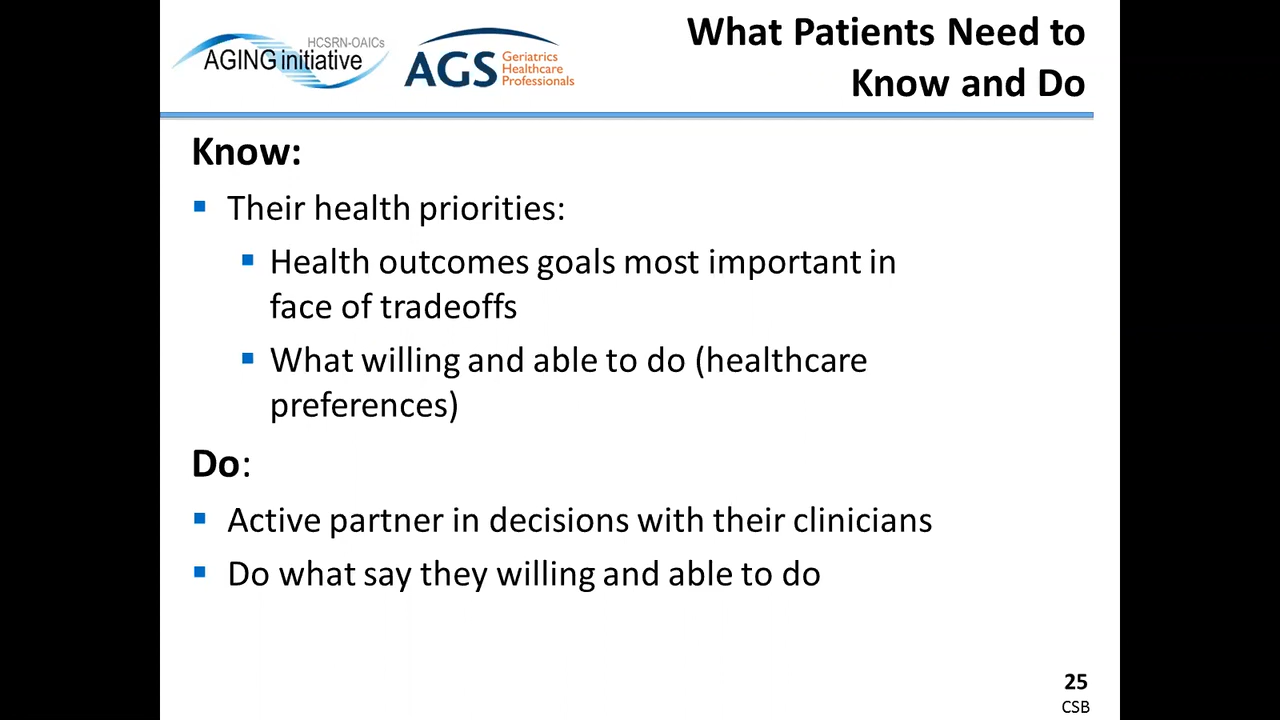 HCSRN-OAICs
AGING initiative
AGS
Geriatrics
Healthcare
Professionals
What Patients Need to
Know and Do
Know:
Their health priorities:
Health outcomes goals most important in
face of tradeoffs
What willing and able to do (healthcare
preferences)
Do:
Active partner in decisions with their clinicians
Do what say they willing and able to do
25
CSB